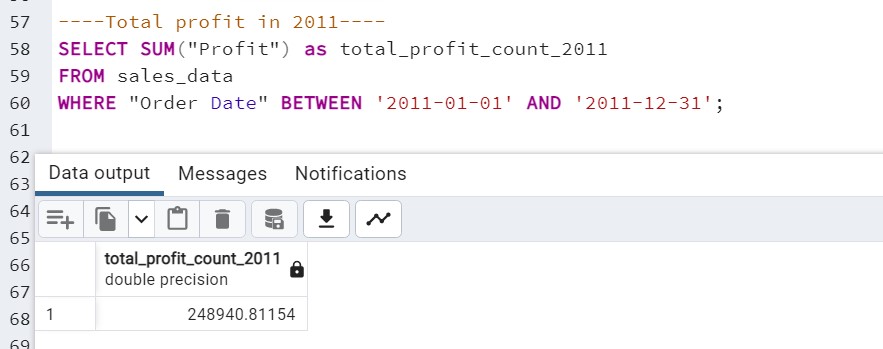 57 ----Total profit in 2011----
58 SELECT SUM("Profit") as total_profit_count_2011
59 FROM sales_data
60 WHERE "Order Date" BETWEEN '2011-01-01' AND '2011-12-31';
61
62
Data output Messages Notifications
63
64
65
66 total_profit_count_2011
double precision
67
68 1 248940.81154
69